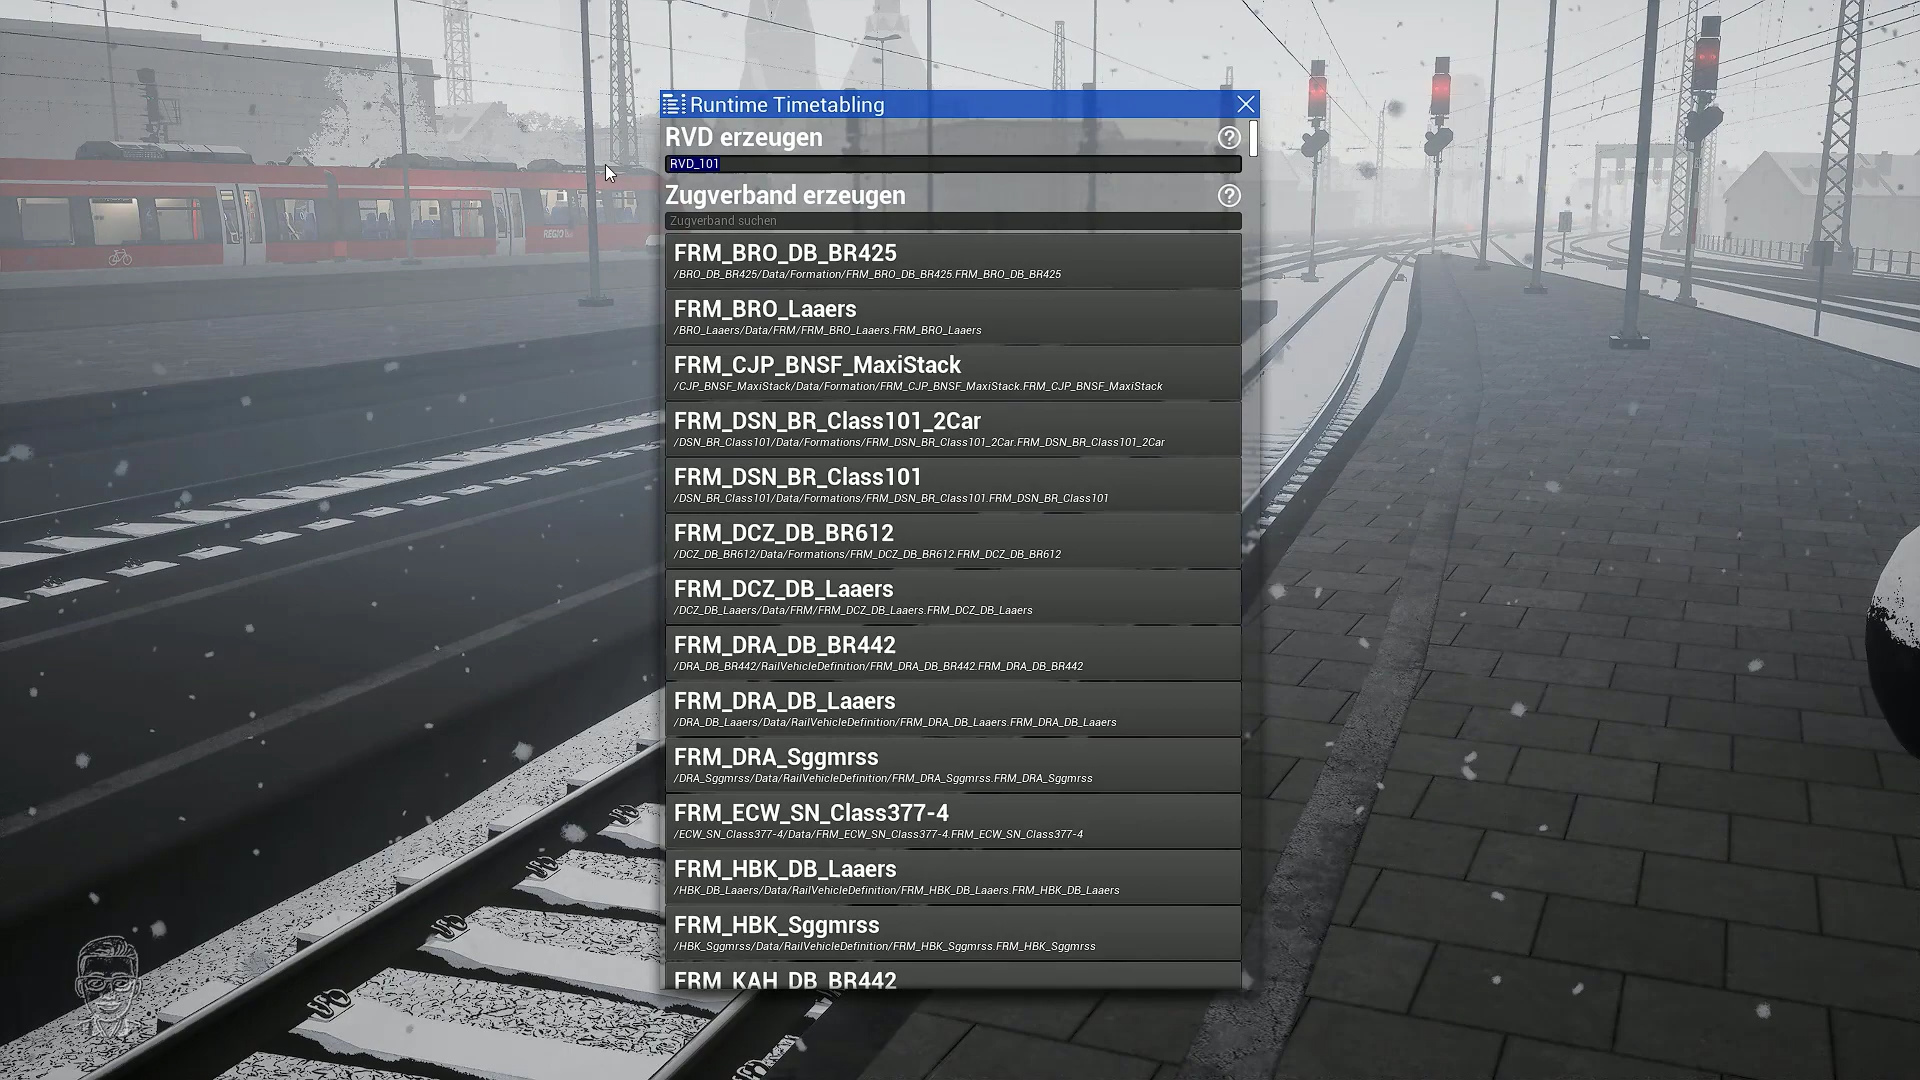 Runtime Timetabling
RVD erzeugen
RVD_101
Zugverband erzeugen
Zugverband suchen
FRM_BRO_DB_BR425
/BRO_DB_BR425/Data/Formation/FRM_BRO_DB_BR425.FRM_BRO_DB_BR425
FRM_BRO_Laaers
/BRO_Laaers/Data/FRM/FRM_BRO_Laaers.FRM_BRO_Laaers
FRM_CJP_BNSF_MaxiStack
/CJP_BNSF_MaxiStack/Data/Formation/FRM_CJP_BNSF_MaxiStack.FRM_CJP_BNSF_MaxiStack
FRM_DSN_BR_Class101_2Car
/DSN_BR_Class101/Data/Formations/FRM_DSN_BR_Class101_2Car.FRM_DSN_BR_Class101_2Car
FRM_DSN_BR_Class101
/DSN_BR_Class101/Data/Formations/FRM_DSN_BR_Class101.FRM_DSN_BR_Class101
FRM_DCZ_DB_BR612
/DCZ_DB_BR612/Data/Formations/FRM_DCZ_DB_BR612.FRM_DCZ_DB_BR612
FRM_DCZ_DB_Laaers
/DCZ_DB_Laaers/Data/FRM/FRM_DCZ_DB_Laaers.FRM_DCZ_DB_Laaers
FRM_DRA_DB_BR442
/DRA_DB_BR442/RailVehicleDefinition/FRM_DRA_DB_BR442.FRM_DRA_DB_BR442
FRM_DRA_DB_Laaers
/DRA_DB_Laaers/Data/RailVehicleDefinition/FRM_DRA_DB_Laaers.FRM_DRA_DB_Laaers
FRM_DRA_Sggmrss
/DRA_Sggmrss/Data/RailVehicleDefinition/FRM_DRA_Sggmrss.FRM_DRA_Sggmrss
FRM_ECW_SN_Class377-4
/ECW_SN_Class377-4/Data/FRM_ECW_SN_Class377-4.FRM_ECW_SN_Class377-4
FRM_HBK_DB_Laaers
/HBK_DB_Laaers/Data/RailVehicleDefinition/FRM_HBK_DB_Laaers.FRM_HBK_DB_Laaers
FRM_HBK_Sggmrss
/HBK_Sggmrss/Data/RailVehicleDefinition/FRM_HBK_Sggmrss.FRM_HBK_Sggmrss
FRM_KAH_DB_BR442
REGIO